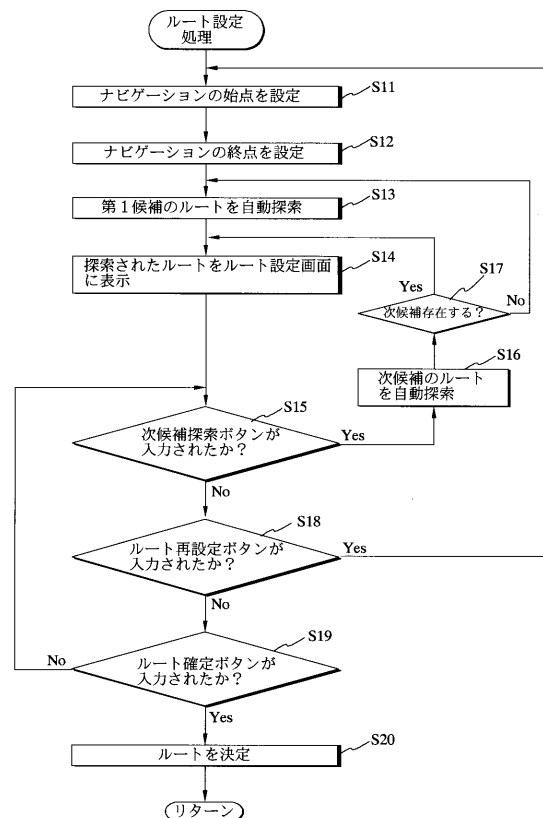 ルート設定
処理
S11
ナビゲーションの始点を設定
S12
ナビゲーションの終点を設定
S13
第1候補のルートを自動探索
S14
探索されたルートをルート設定画面
に表示
S17
Yes
No
次候補存在する？
S16
次候補のルート
を自動探索
S15
次候補探索ボタンが
入力されたか？
Yes
No
S18
ルート再設定ボタンが
入力されたか？
Yes
No
S19
No
ルート確定ボタンが
入力されたか？
Yes
S20
ルートを決定
リターン